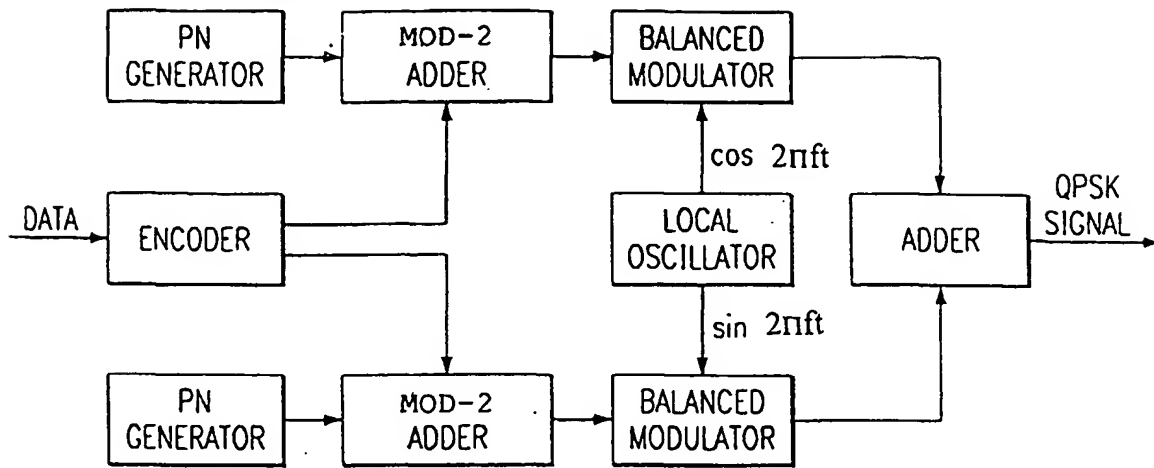 PN
GENERATOR
MOD-2
ADDER
BALANCED
MODULATOR
cos 2πft
DATA
ENCODER
LOCAL
OSCILLATOR
ADDER
QPSK
SIGNAL
sin 2πft
PN
GENERATOR
MOD-2
ADDER
BALANCED
MODULATOR